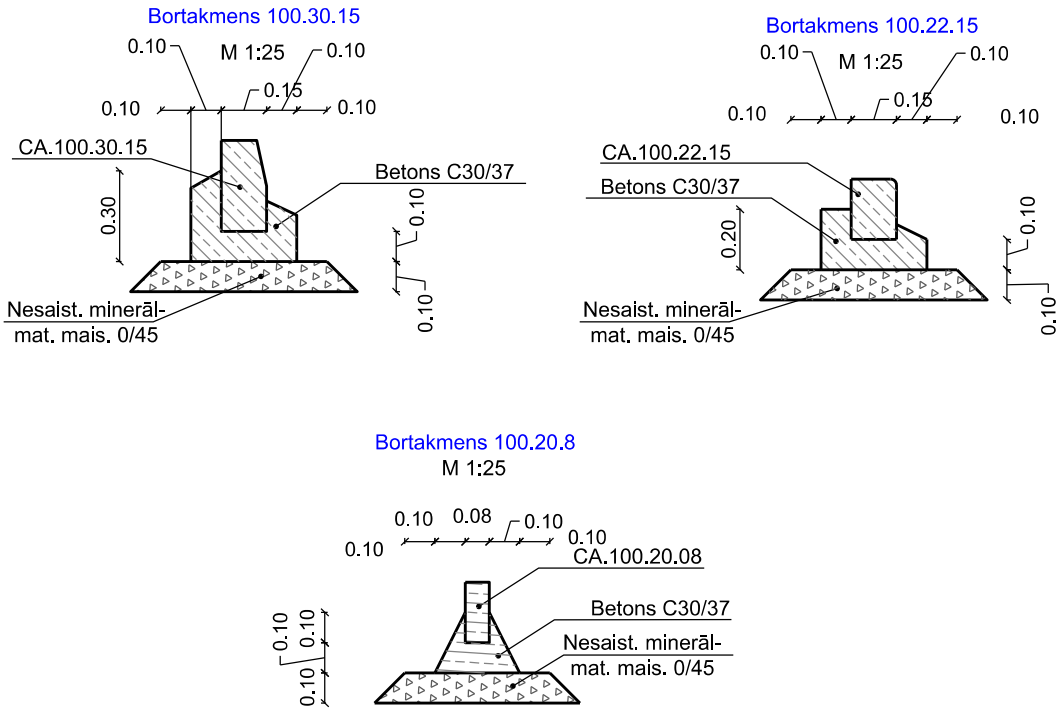 Bortakmens 100.30.15
0.10
M 1:25
0.10
0.15
0.10
0.10
CA.100.30.15
Betons C30/37
0.30
0.10
0.10
Nesaist. minerāl-
mat. mais. 0/45
Bortakmens 100.22.15
0.10
M 1:25
0.10
0.15
0.10
0.10
CA.100.22.15
Betons C30/37
0.20
0.10
0.10
Nesaist. minerāl-
mat. mais. 0/45
Bortakmens 100.20.8
M 1:25
0.10
0.08
0.10
0.10
0.10
CA.100.20.08
Betons C30/37
0.10
0.10
0.10
Nesaist. minerāl-
mat. mais. 0/45